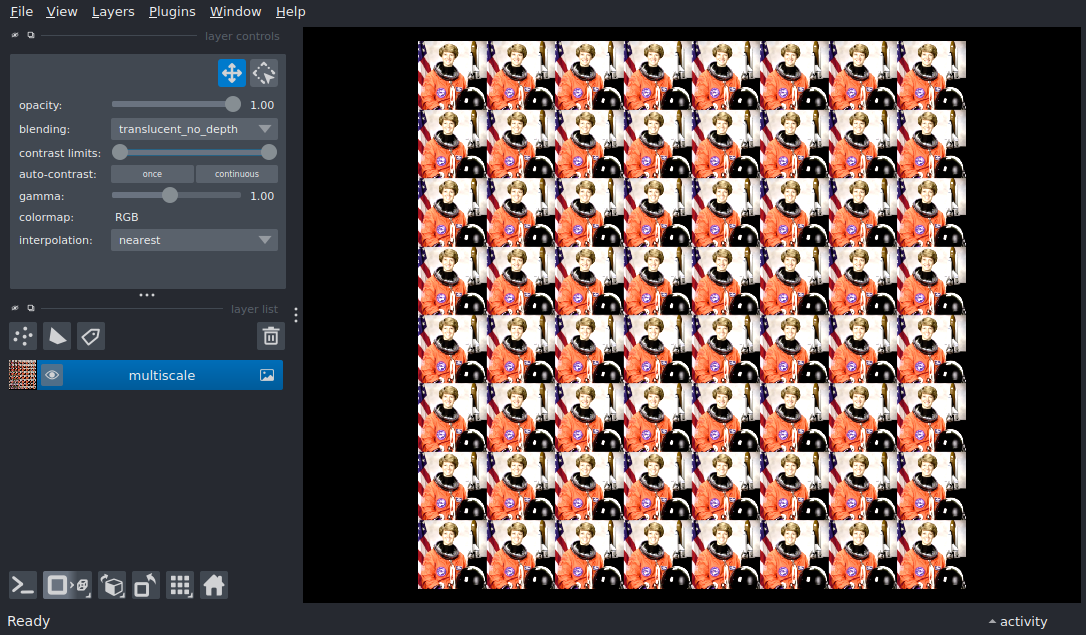 File View Layers Plugins Window Help
layer controls
opacity: 1.00
blending: translucent_no_depth
contrast limits:
auto-contrast: once continuous
gamma: 1.00
colormap: RGB
interpolation: nearest
layer list
multiscale
Ready
activity